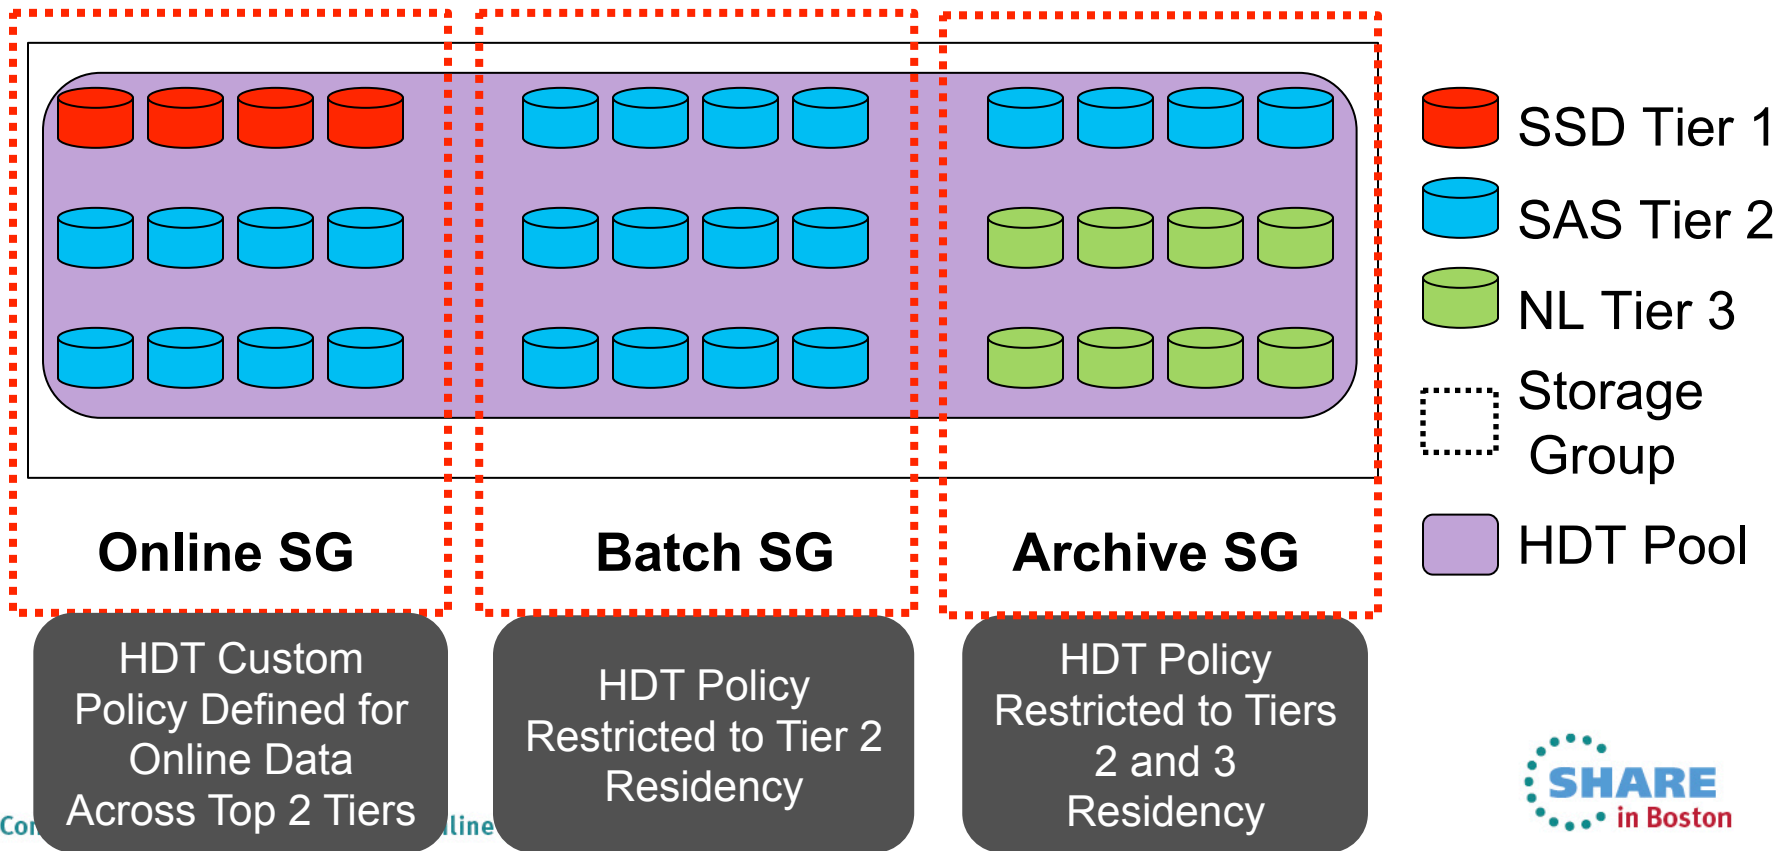 SSD Tier 1
SAS Tier 2
NL Tier 3
Storage
Group
HDT Pool
Online SG
Batch SG
Archive SG
HDT Custom
Policy Defined for
Online Data
Across Top 2 Tiers
HDT Policy
Restricted to Tier 2
Residency
HDT Policy
Restricted to Tiers
2 and 3
Residency
SHARE
in Boston